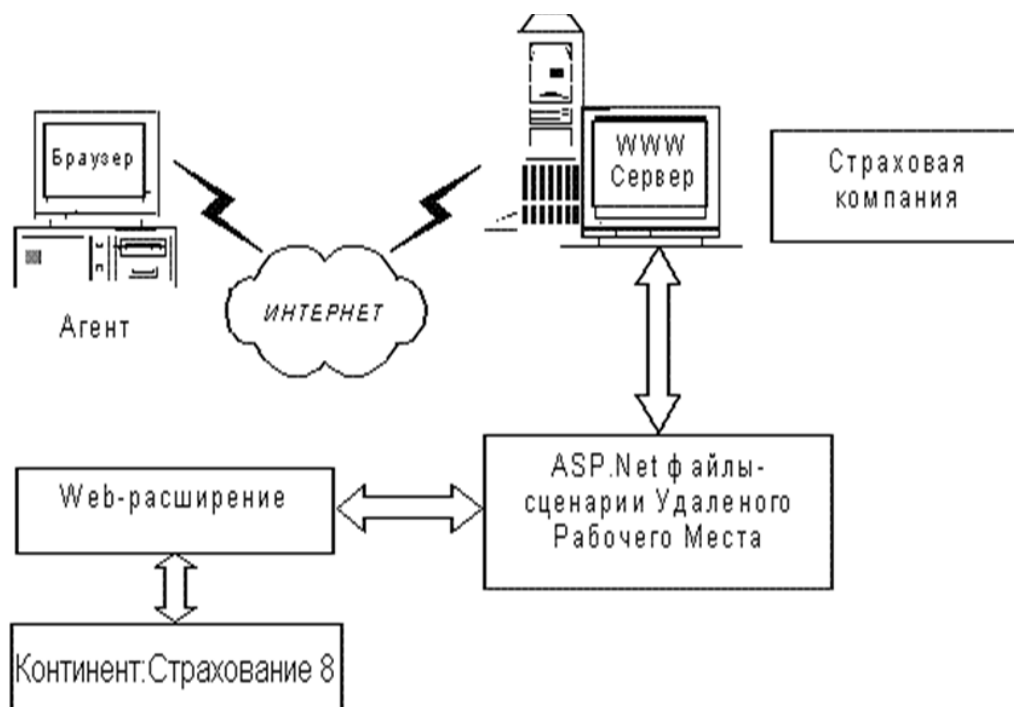 Браузер
WWW
Сервер
Страховая
компания
Агент
ИНТЕРНЕТ
ASP.Net файлы-
сценарии Удаленого
Рабочего Места
Web-расширение
Континент:Страхование 8